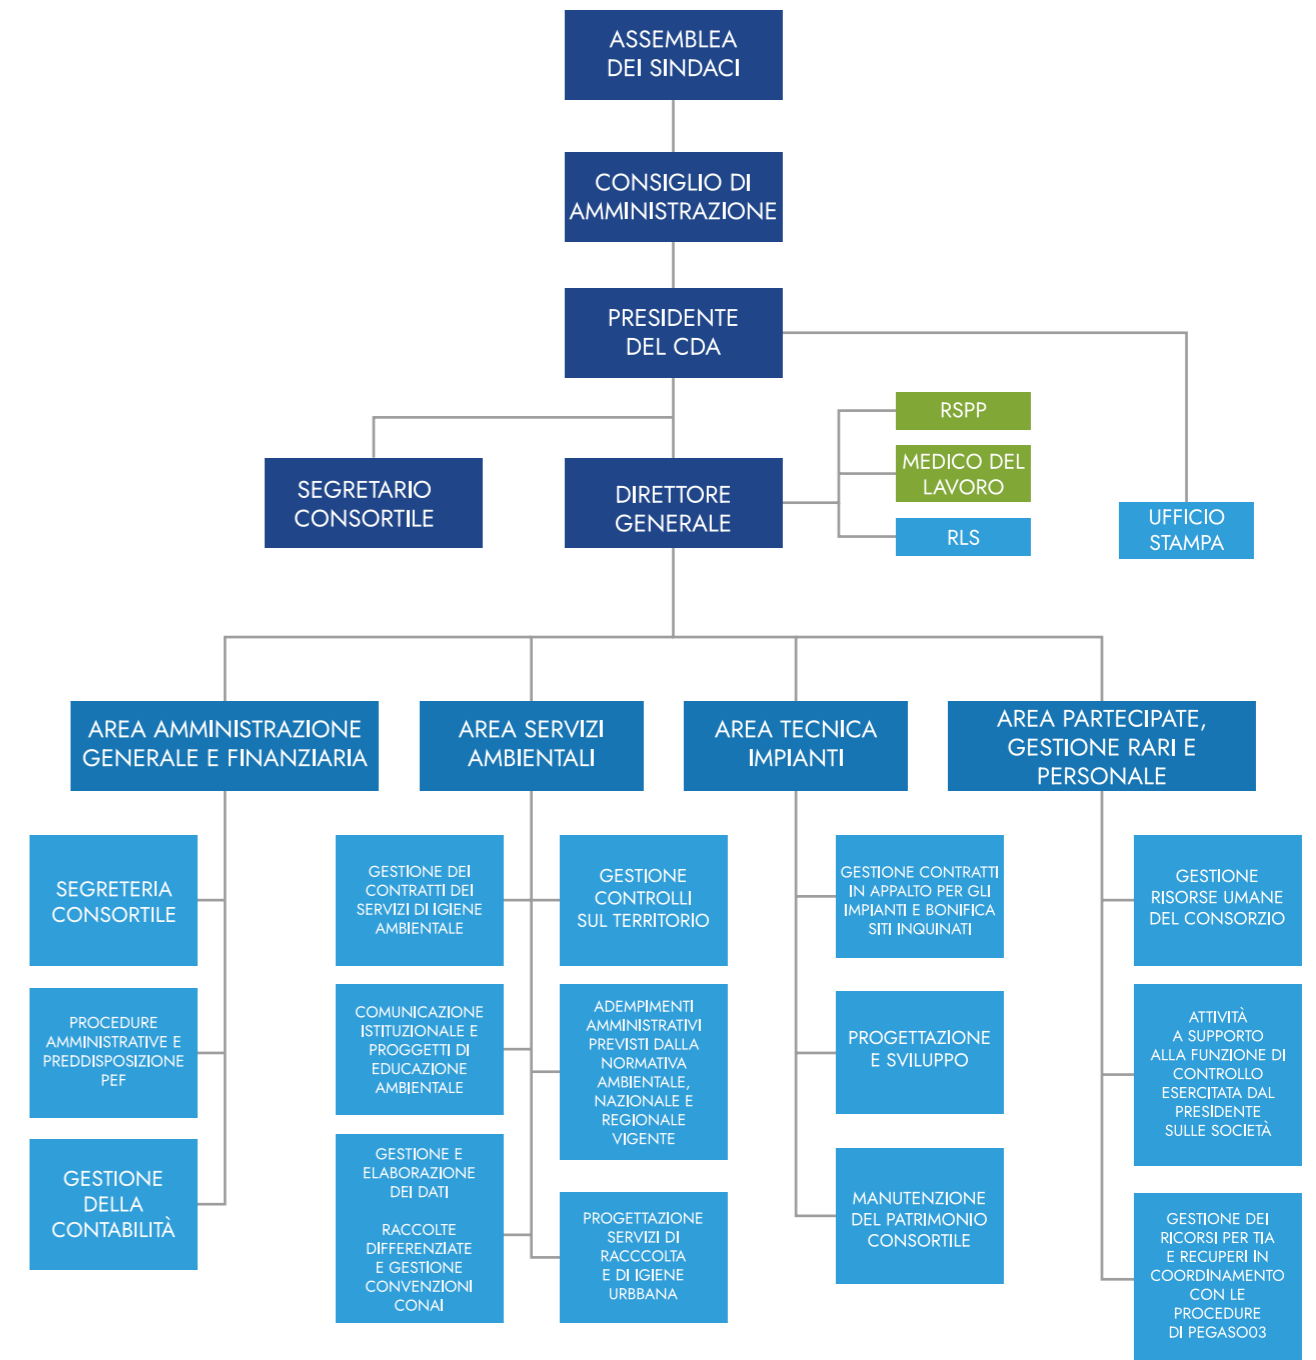 ASSEMBLEA
DEI SINDACI
CONSIGLIO DI
AMMINISTRAZIONE
PRESIDENTE
DEL CDA
SEGRETARIO
CONSORTILE
DIRETTORE
GENERALE
RSPP
MEDICO DEL
LAVORO
RLS
UFFICIO
STAMPA
AREA AMMINISTRAZIONE
GENERALE E FINANZIARIA
AREA SERVIZI
AMBIENTALI
AREA TECNICA
IMPIANTI
AREA PARTECIPATE,
GESTIONE RARI E
PERSONALE
SEGRETERIA
CONSORTILE
PROCEDURE
AMMINISTRATIVE E
PREDDISPOSIZIONE
PEF
GESTIONE
DELLA
CONTABILITÀ
GESTIONE DEI
CONTRATTI DEI
SERVIZI DI IGIENE
AMBIENTALE
COMUNICAZIONE
ISTITUZIONALE E
PROGGETTI DI
EDUCAZIONE
AMBIENTALE
GESTIONE E
ELABORAZIONE
DEI DATI
RACCOLTE
DIFFERENZIATE
E GESTIONE
CONVENZIONI
CONAI
GESTIONE
CONTROLLI
SUL TERRITORIO
ADEMPIMENTI
AMMINISTRATIVI
PREVISTI DALLA
NORMATIVA
AMBIENTALE,
NAZIONALE E
REGIONALE
VIGENTE
PROGETTAZIONE
SERVIZI DI
RACCCOLTA
E DI IGIENE
URBBANA
GESTIONE CONTRATTI
IN APPALTO PER GLI
IMPIANTI E BONIFICA
SITI INQUINATI
PROGETTAZIONE
E SVILUPPO
MANUTENZIONE
DEL PATRIMONIO
CONSORTILE
GESTIONE
RISORSE UMANE
DEL CONSORZIO
ATTIVITÀ
A SUPPORTO
ALLA FUNZIONE DI
CONTROLLO
ESERCITATA DAL
PRESIDENTE
SULLE SOCIETÀ
GESTIONE DEI
RICORSI PER TIA
E RECUPERI IN
COORDINAMENTO
CON LE
PROCEDURE
DI PEGASO03